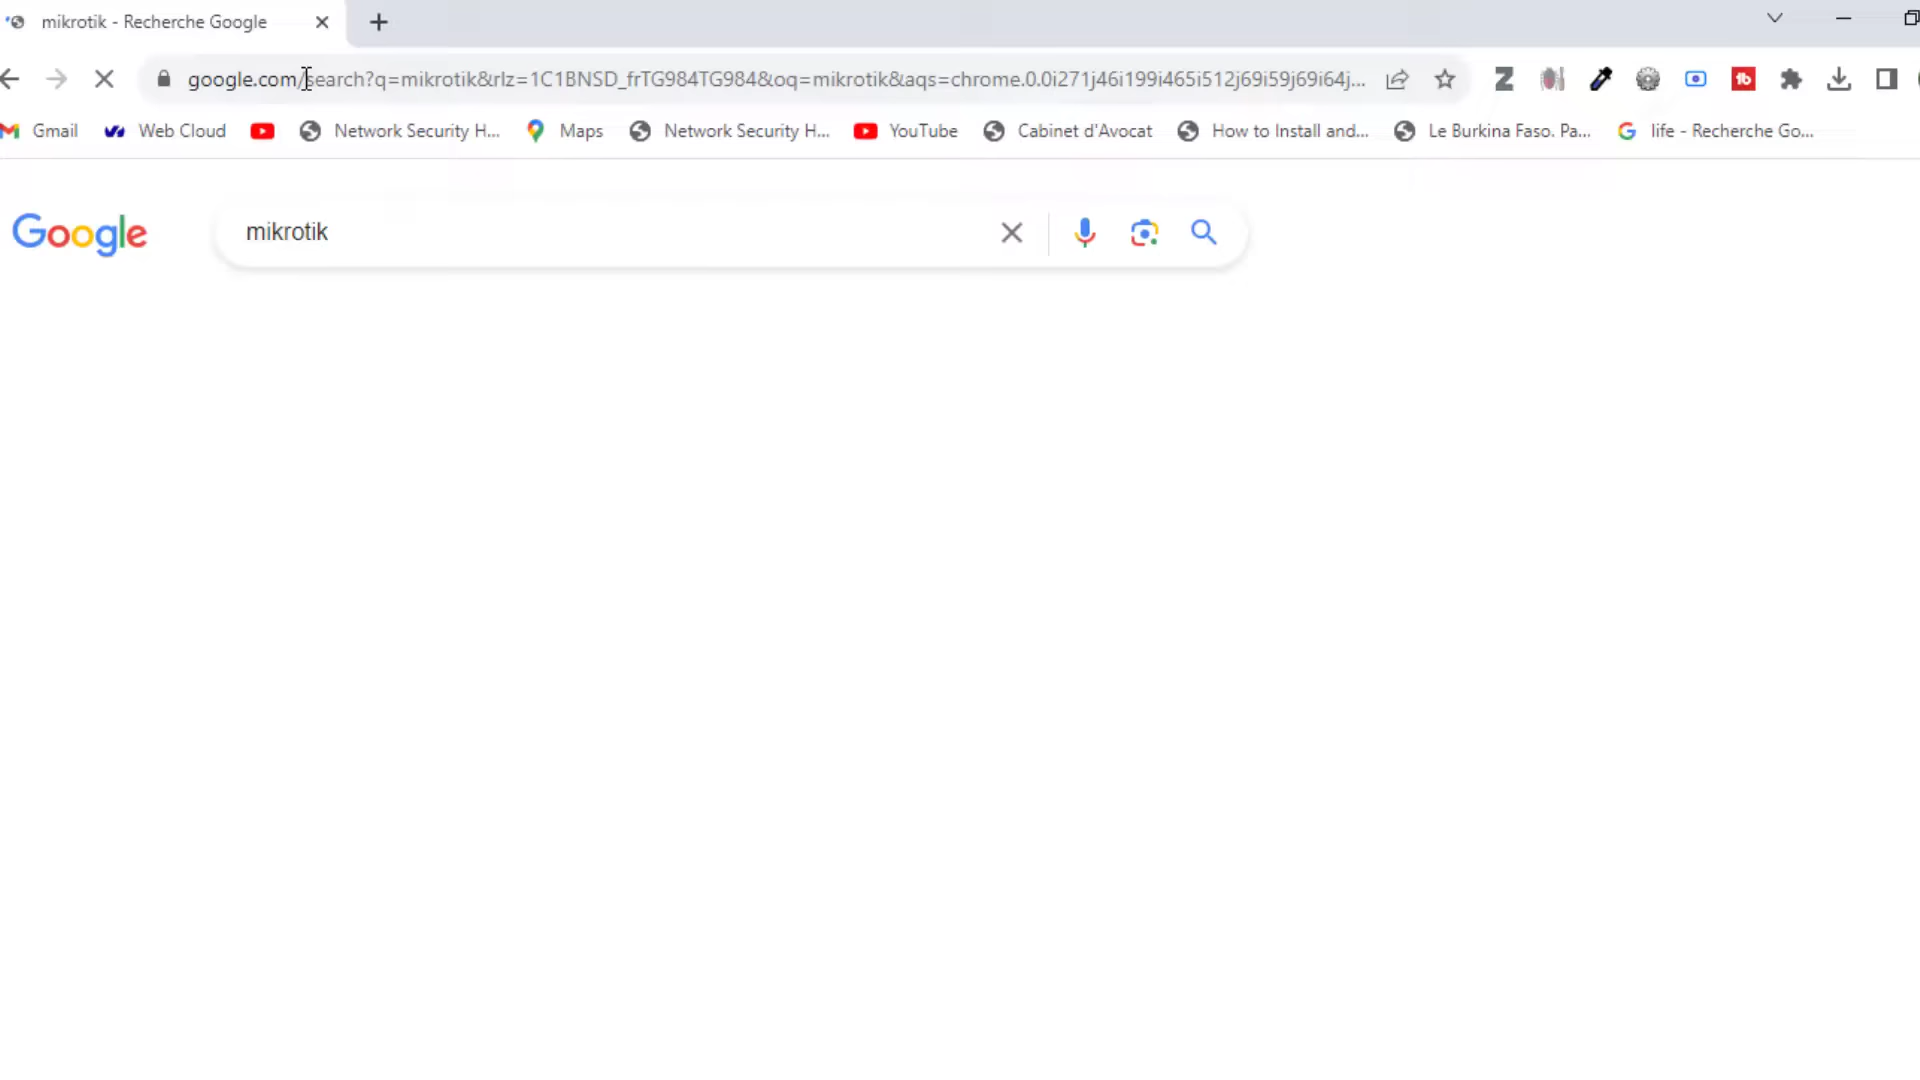 mikrotik - Recherche Google
google.com/search?q=mikrotik&rlz=1C1BNSD_frTG984TG984&oq=mikrotik&aqs=chrome.0.0i271j46i199i465i512j69i59j69i64j...
Gmail Web Cloud Network Security H... Maps Network Security H... YouTube Cabinet d'Avocat How to Install and... Le Burkina Faso. Pa... life - Recherche Go...
Google mikrotik